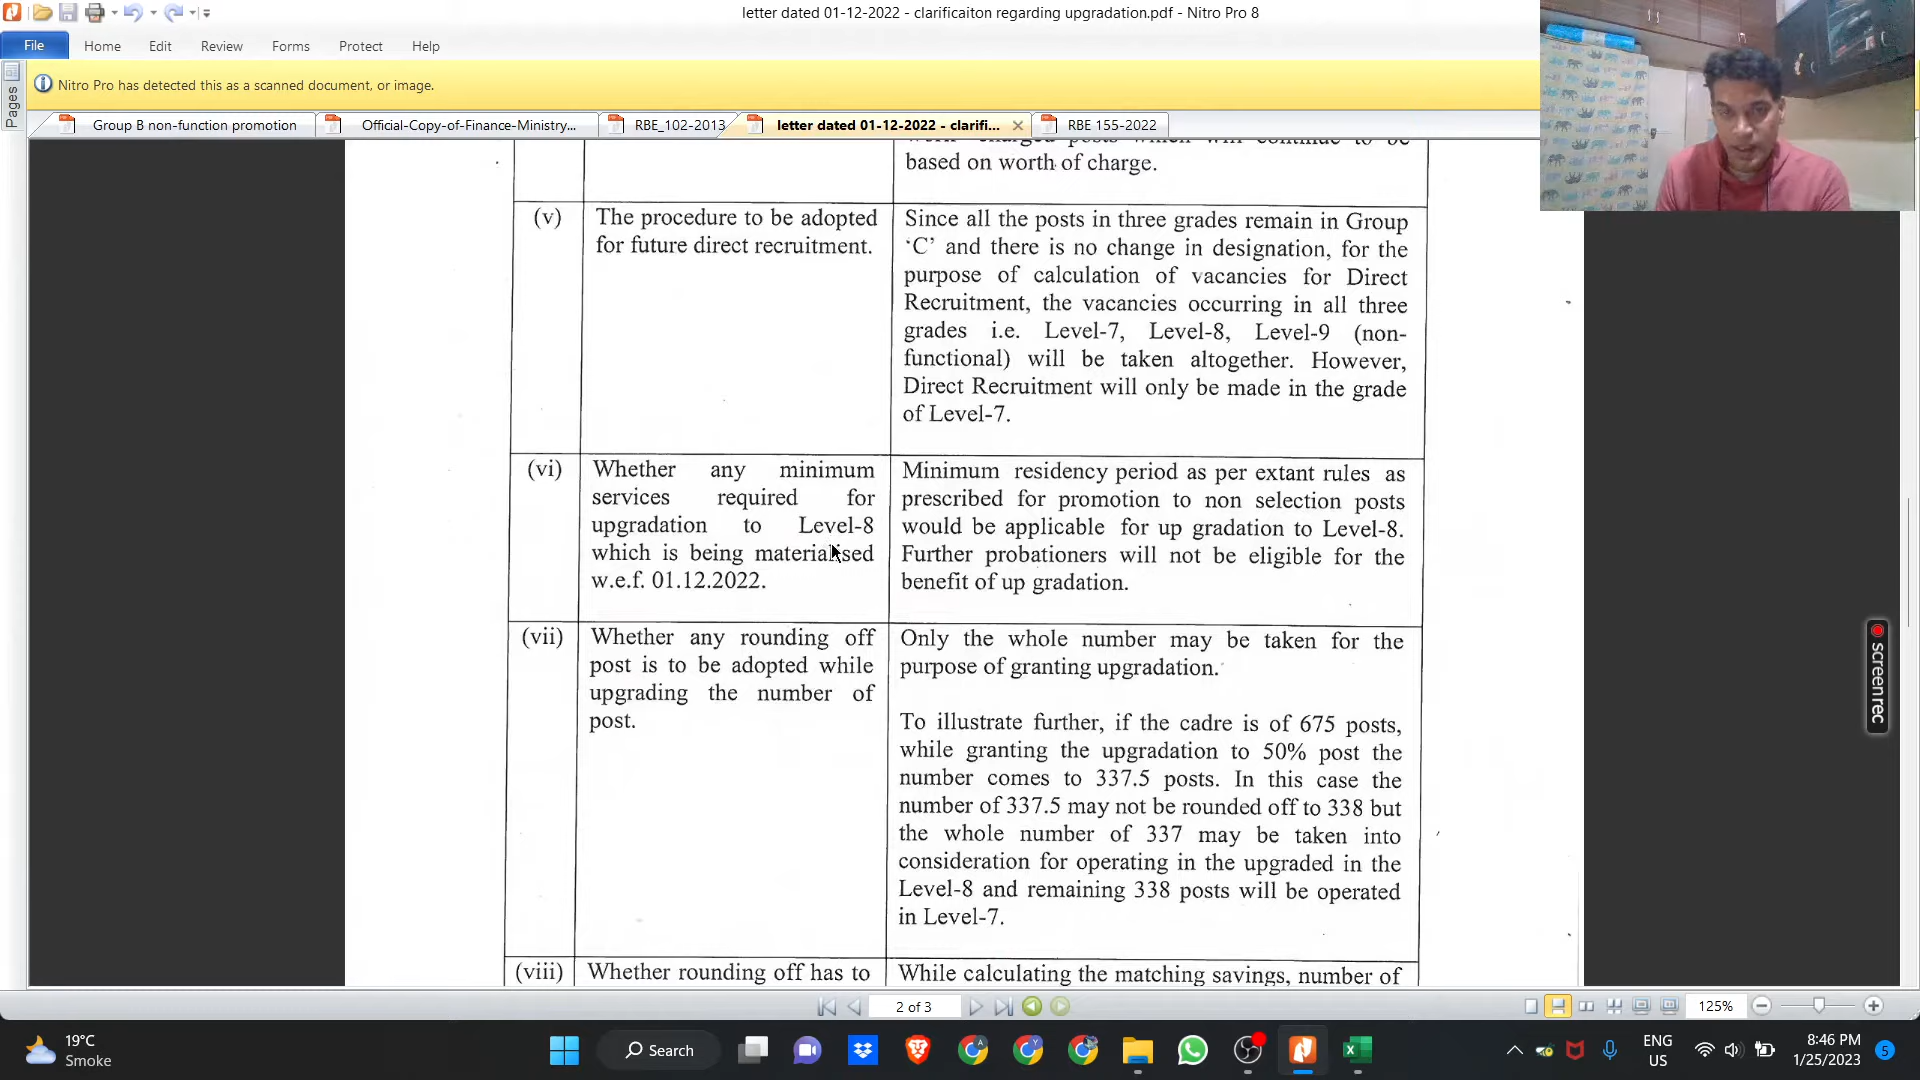 letter dated 01-12-2022 - clarificaiton regarding upgradation.pdf - Nitro Pro 8
File
Home
Edit
Review
Forms
Protect
Help
Pages
Nitro Pro has detected this as a scanned document, or image.
Group B non-function promotion
Official-Copy-of-Finance-Ministry...
RBE_102-2013
letter dated 01-12-2022 - clarifi...
RBE 155-2022
based on worth of charge.
(v)
The procedure to be adopted
for future direct recruitment.
Since all the posts in three grades remain in Group
‘C’ and there is no change in designation, for the
purpose of calculation of vacancies for Direct
Recruitment, the vacancies occurring in all three
grades i.e. Level-7, Level-8, Level-9 (non-
functional) will be taken altogether. However,
Direct Recruitment will only be made in the grade
of Level-7.
(vi)
Whether any minimum
services required for
upgradation to Level-8
which is being materialised
w.e.f. 01.12.2022.
Minimum residency period as per extant rules as
prescribed for promotion to non selection posts
would be applicable for up gradation to Level-8.
Further probationers will not be eligible for the
benefit of up gradation.
(vii)
Whether any rounding off
post is to be adopted while
upgrading the number of
post.
Only the whole number may be taken for the
purpose of granting upgradation.
To illustrate further, if the cadre is of 675 posts,
while granting the upgradation to 50% post the
number comes to 337.5 posts. In this case the
number of 337.5 may not be rounded off to 338 but
the whole number of 337 may be taken into
consideration for operating in the upgraded in the
Level-8 and remaining 338 posts will be operated
in Level-7.
(viii)
Whether rounding off has to
While calculating the matching savings, number of
screenrec
2 of 3
125%
19°C
Smoke
Search
ENG
US
8:46 PM
1/25/2023
5